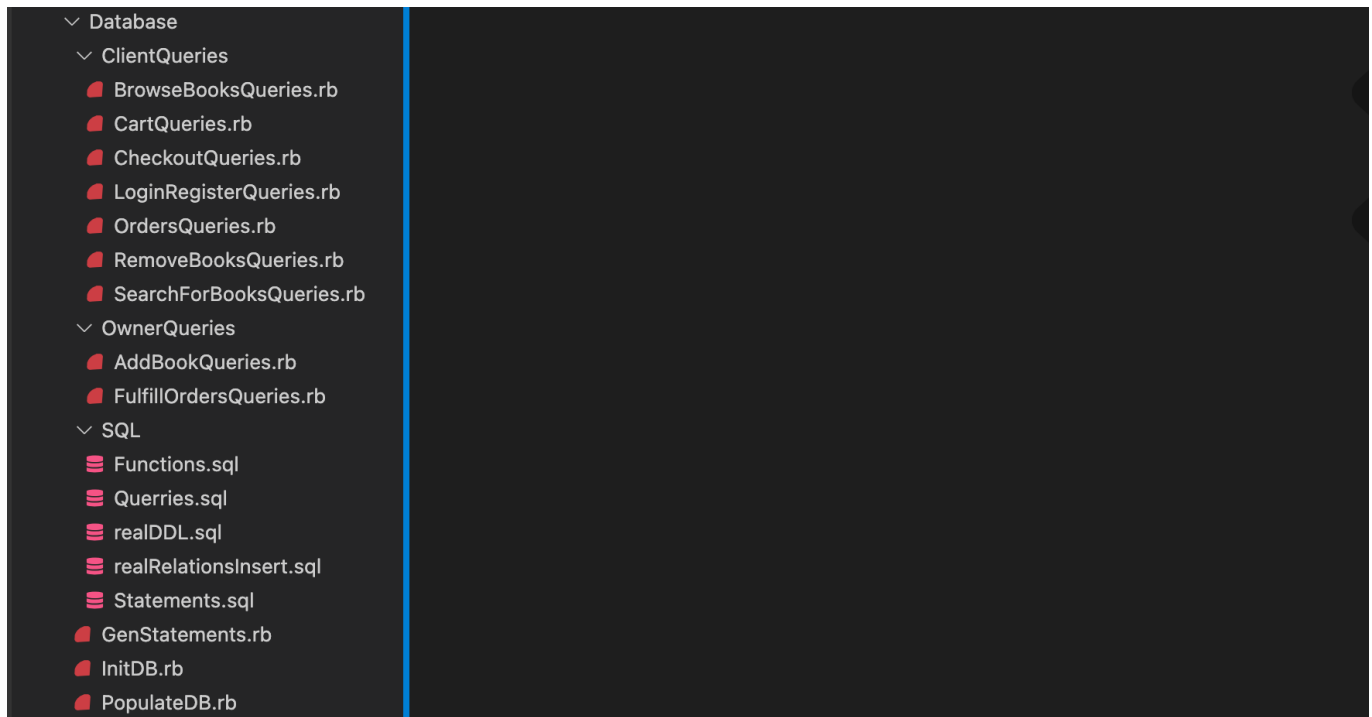 Database
ClientQueries
BrowseBooksQueries.rb
CartQueries.rb
CheckoutQueries.rb
LoginRegisterQueries.rb
OrdersQueries.rb
RemoveBooksQueries.rb
SearchForBooksQueries.rb
OwnerQueries
AddBookQueries.rb
FulfillOrdersQueries.rb
SQL
Functions.sql
Querries.sql
realDDL.sql
realRelationsInsert.sql
Statements.sql
GenStatements.rb
InitDB.rb
PopulateDB.rb